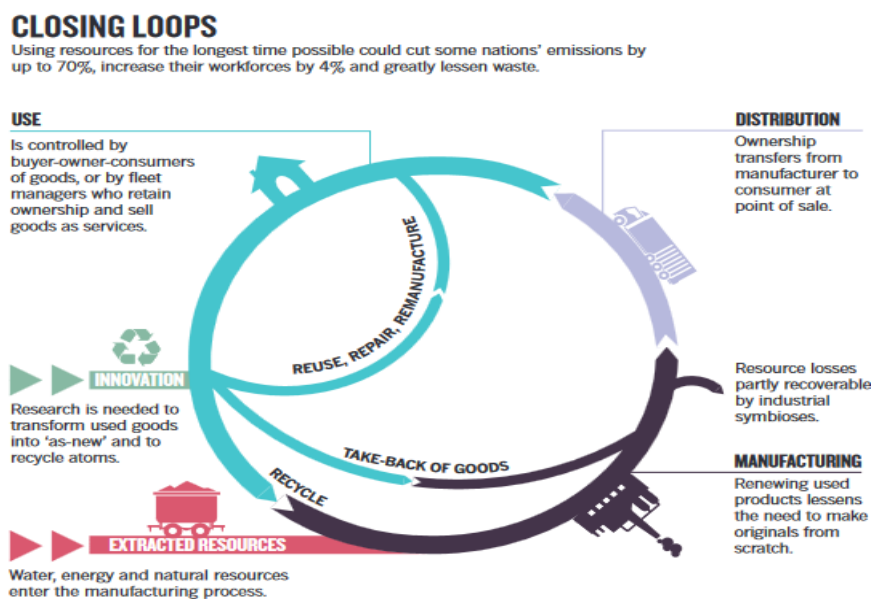 CLOSING LOOPS
Using resources for the longest time possible could cut some nations’ emissions by
up to 70%, increase their workforces by 4% and greatly lessen waste.
USE
Is controlled by
buyer-owner-consumers
of goods, or by fleet
managers who retain
ownership and sell
goods as services.
DISTRIBUTION
Ownership
transfers from
manufacturer to
consumer at
point of sale.
REUSE, REPAIR, REMANUFACTURE
INNOVATION
Research is needed to
transform used goods
into ‘as-new’ and to
recycle atoms.
Resource losses
partly recoverable
by industrial
symbioses.
TAKE-BACK OF GOODS
RECYCLE
MANUFACTURING
Renewing used
products lessens
the need to make
originals from
scratch.
EXTRACTED RESOURCES
Water, energy and natural resources
enter the manufacturing process.